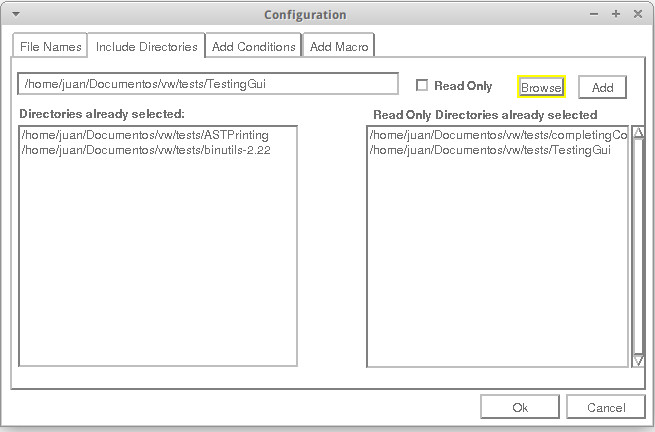 Configuration
File Names Include Directories Add Conditions Add Macro
/home/juan/Documentos/vw/tests/TestingGui Read Only Browse Add
Directories already selected: Read Only Directories already selected
/home/juan/Documentos/vw/tests/ASTPrinting /home/juan/Documentos/vw/tests/completingCo
/home/juan/Documentos/vw/tests/binutils-2.22 /home/juan/Documentos/vw/tests/TestingGui
Ok Cancel